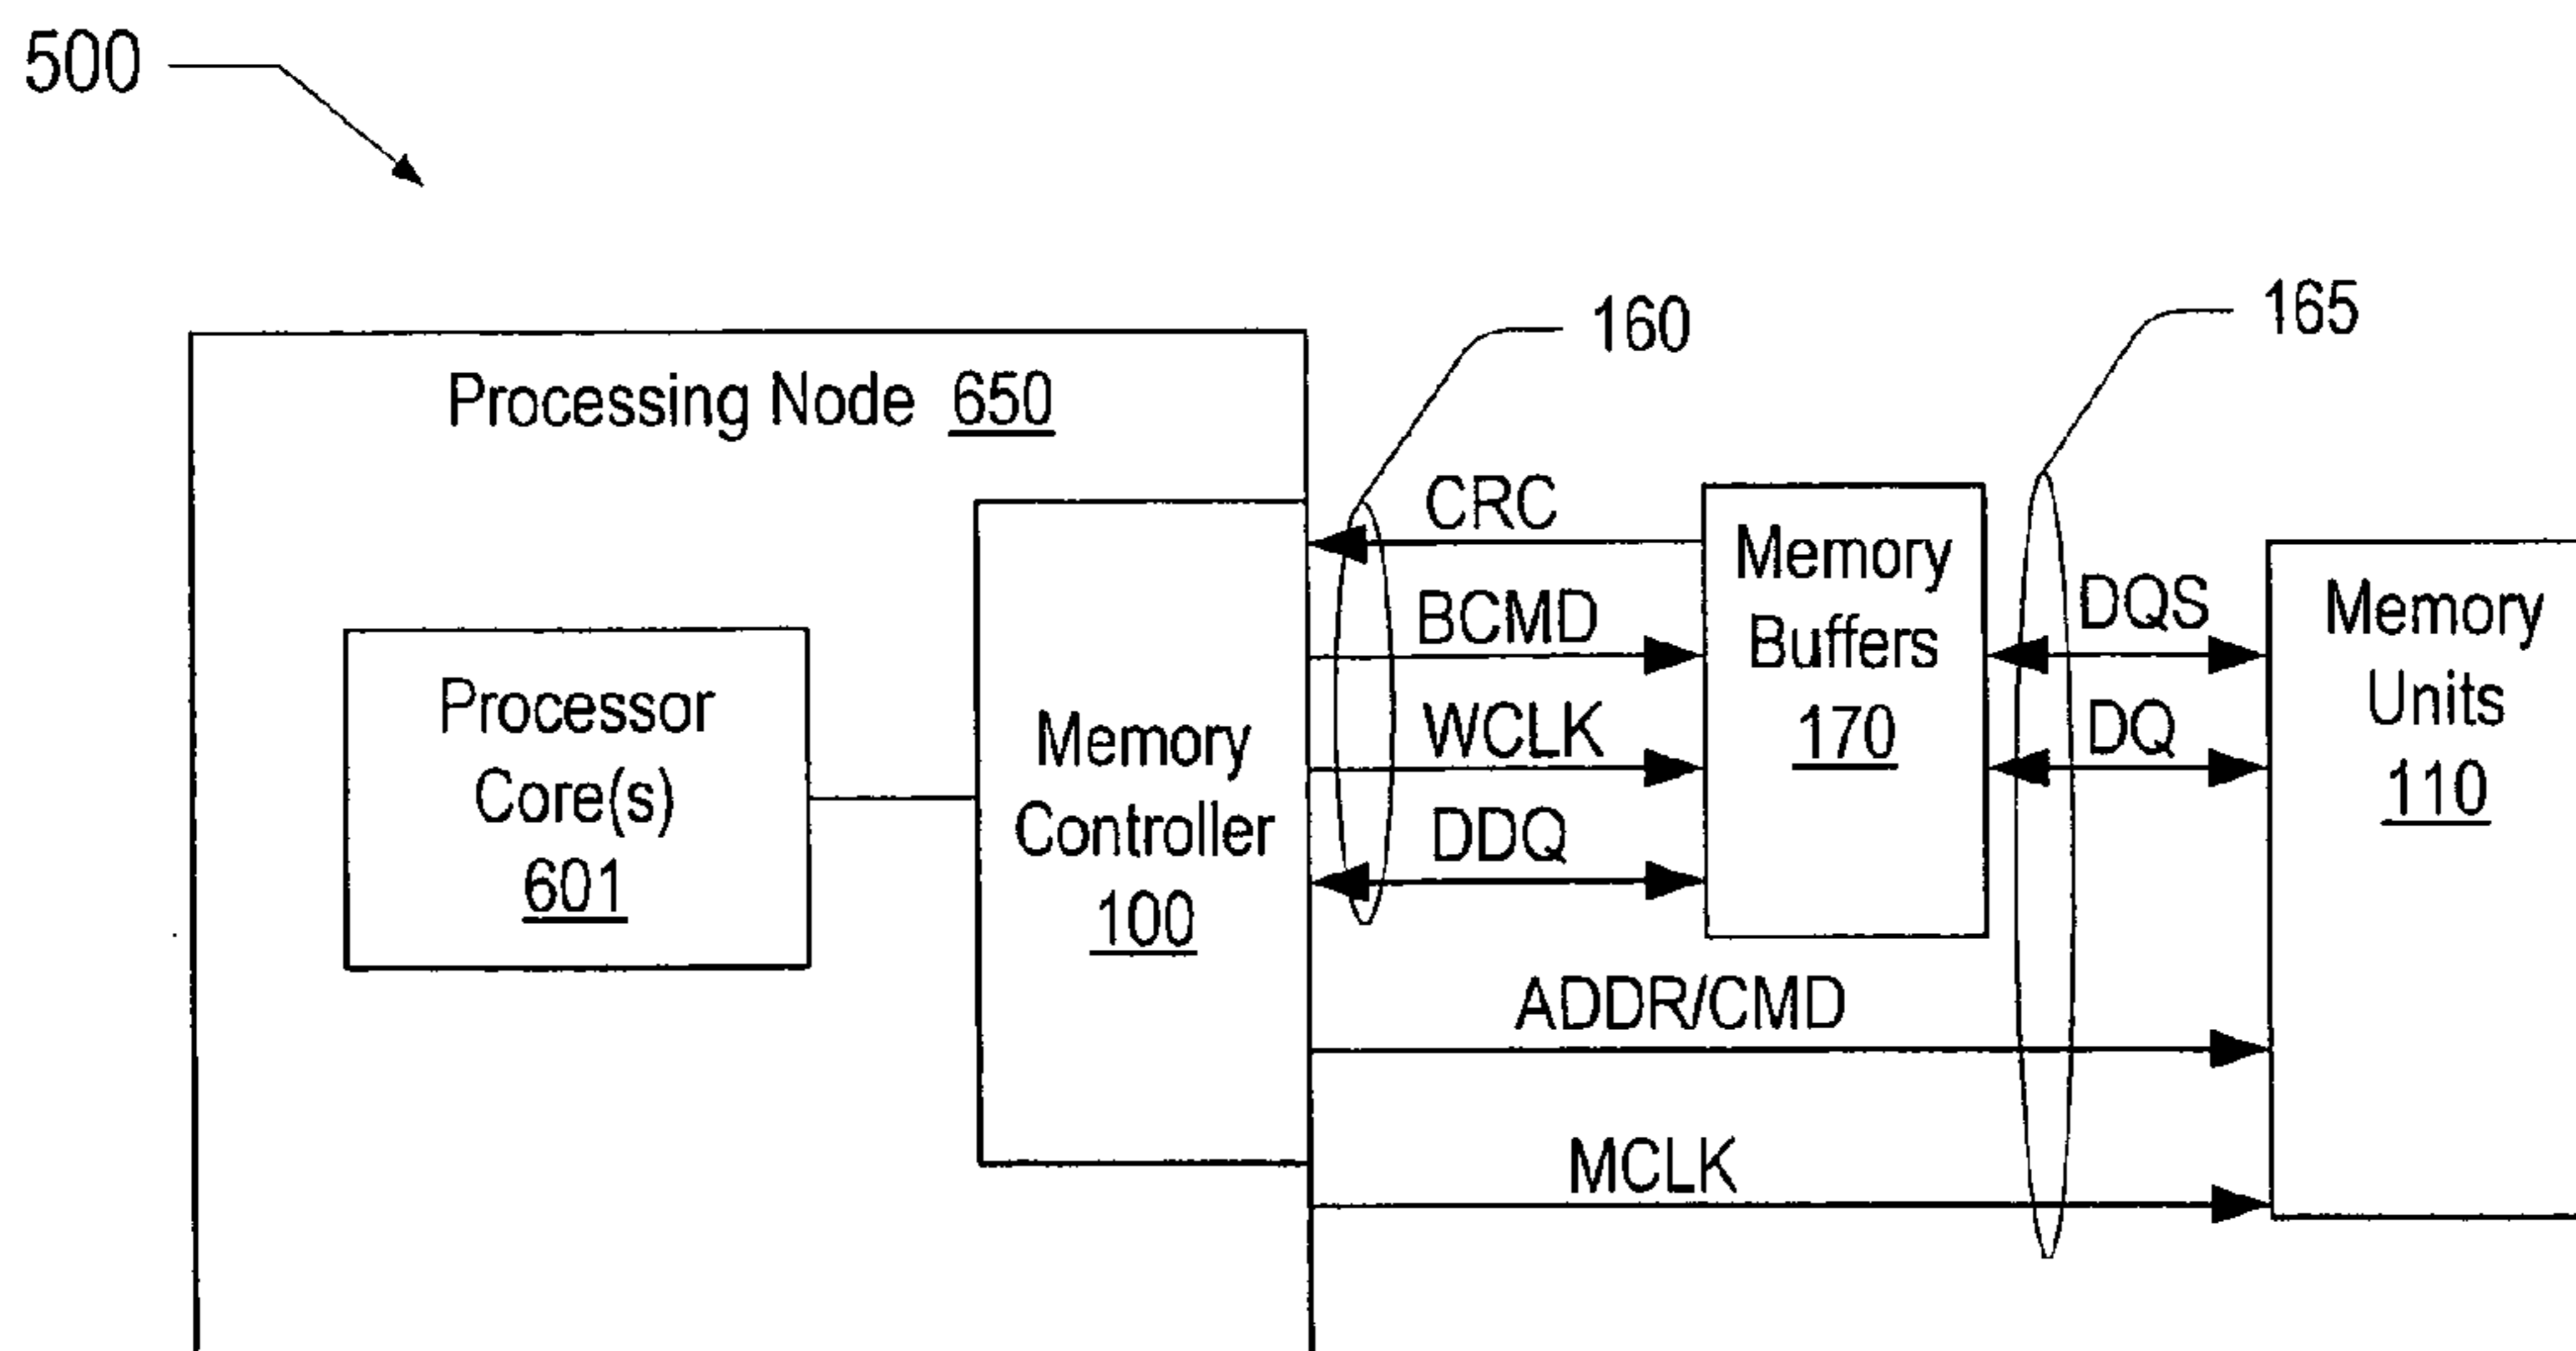 500
160
165
Processing Node 650
CRC
BCMD
WCLK
DDQ
Memory
Buffers
170
DQS
DQ
Memory
Units
110
Processor
Core(s)
601
Memory
Controller
100
ADDR/CMD
MCLK